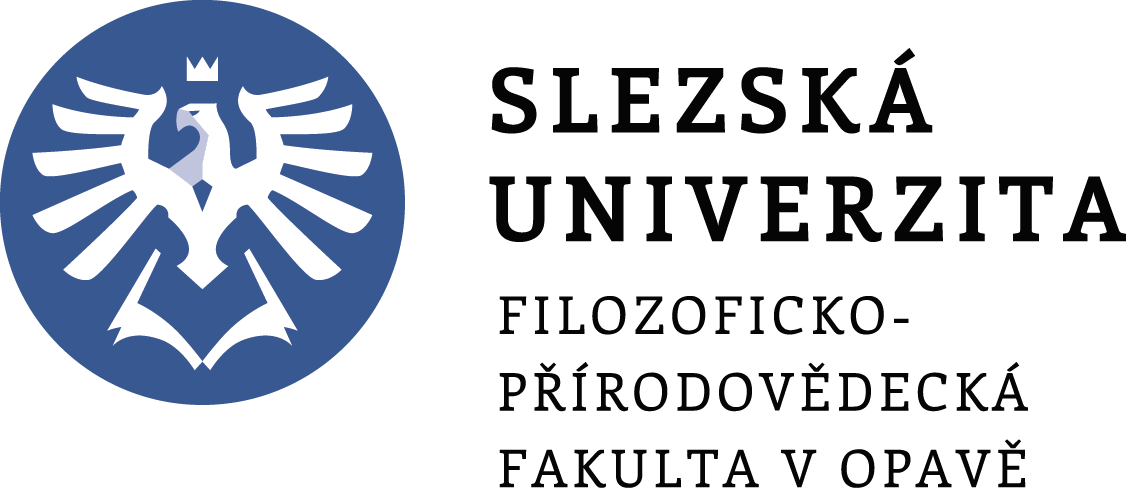 SLEZSKÁ
UNIVERZITA
FILOZOFICKO-
PŘÍRODOVĚDECKÁ
FAKULTA V OPAVĚ